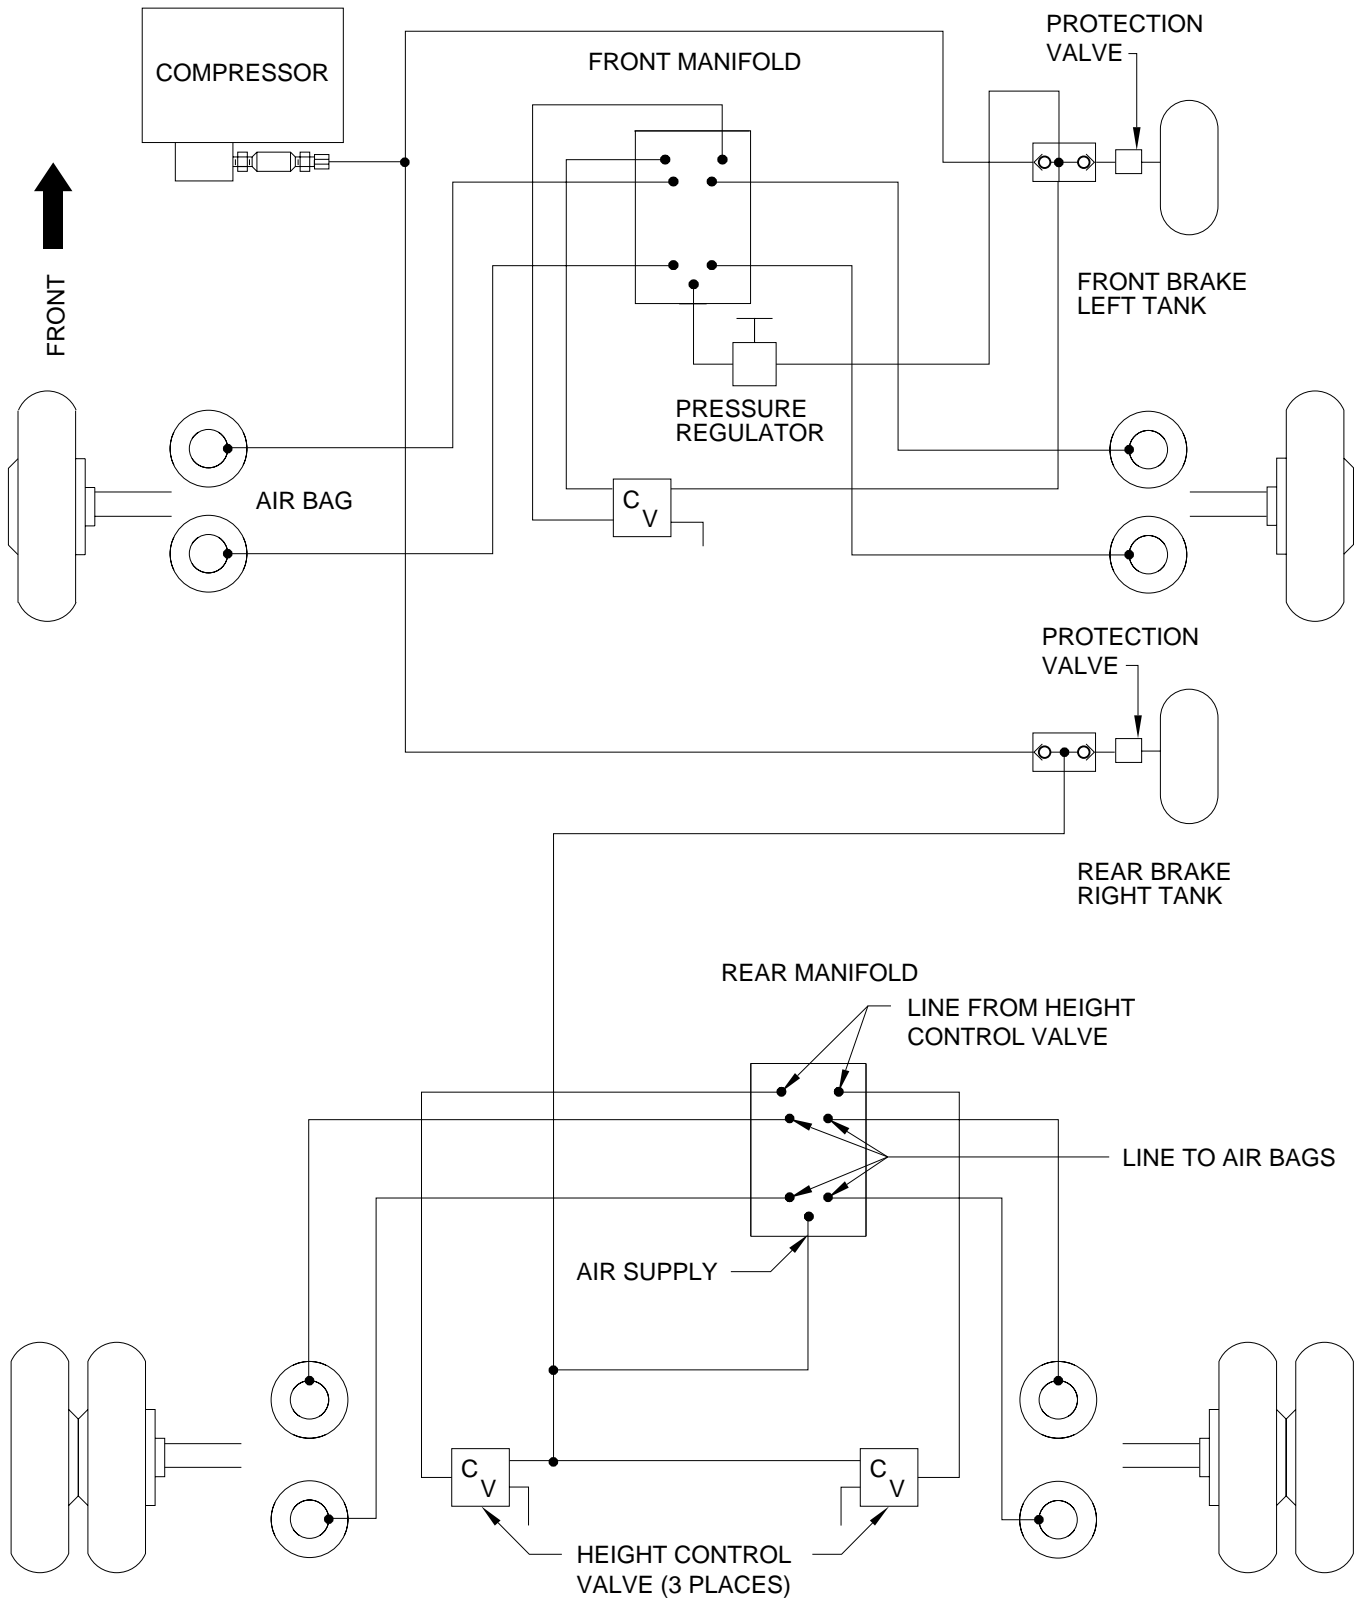 PROTECTION
VALVE
COMPRESSOR
FRONT MANIFOLD
FRONT
FRONT BRAKE
LEFT TANK
PRESSURE
REGULATOR
AIR BAG
C
V
PROTECTION
VALVE
REAR BRAKE
RIGHT TANK
REAR MANIFOLD
LINE FROM HEIGHT
CONTROL VALVE
LINE TO AIR BAGS
AIR SUPPLY
C
V
C
V
HEIGHT CONTROL
VALVE (3 PLACES)